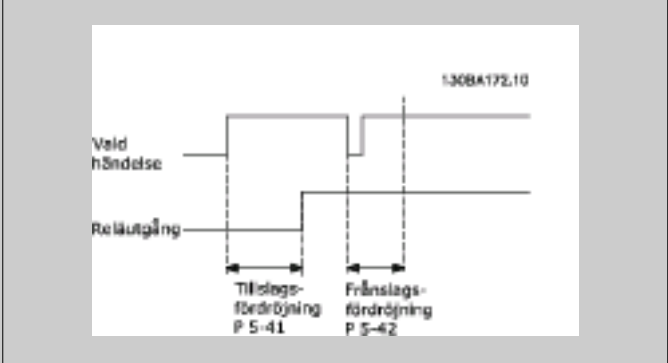 130BA172.10
Vald
händelse
Reläutgång
Tillslags-
fördröjning
P 5-41
Frånslags-
fördröjning
P 5-42